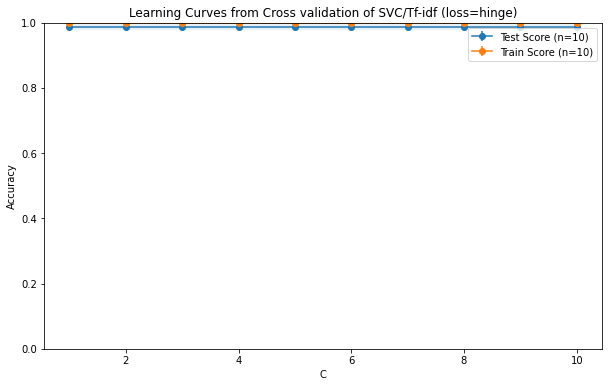 Learning Curves from Cross validation of SVC/Tf-idf (loss=hinge)
Test Score (n=10)
Train Score (n=10)
Accuracy
1.0
0.8
0.6
0.4
0.2
0.0
2
4
6
8
10
C